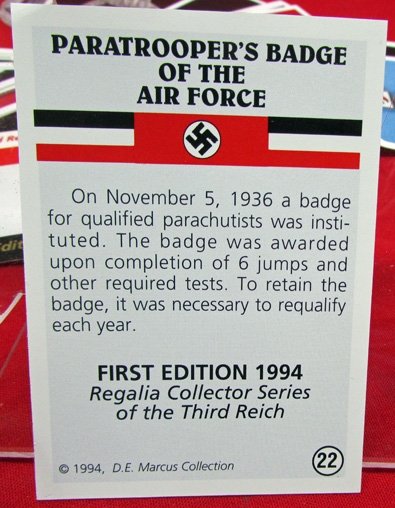 PARATROOPER'S BADGE
OF THE
AIR FORCE
On November 5, 1936 a badge
for qualified parachutists was insti-
tuted. The badge was awarded
upon completion of 6 jumps and
other required tests. To retain the
badge, it was necessary to requalify
each year.
FIRST EDITION 1994
Regalia Collector Series
of the Third Reich
© 1994, D.E. Marcus Collection
22